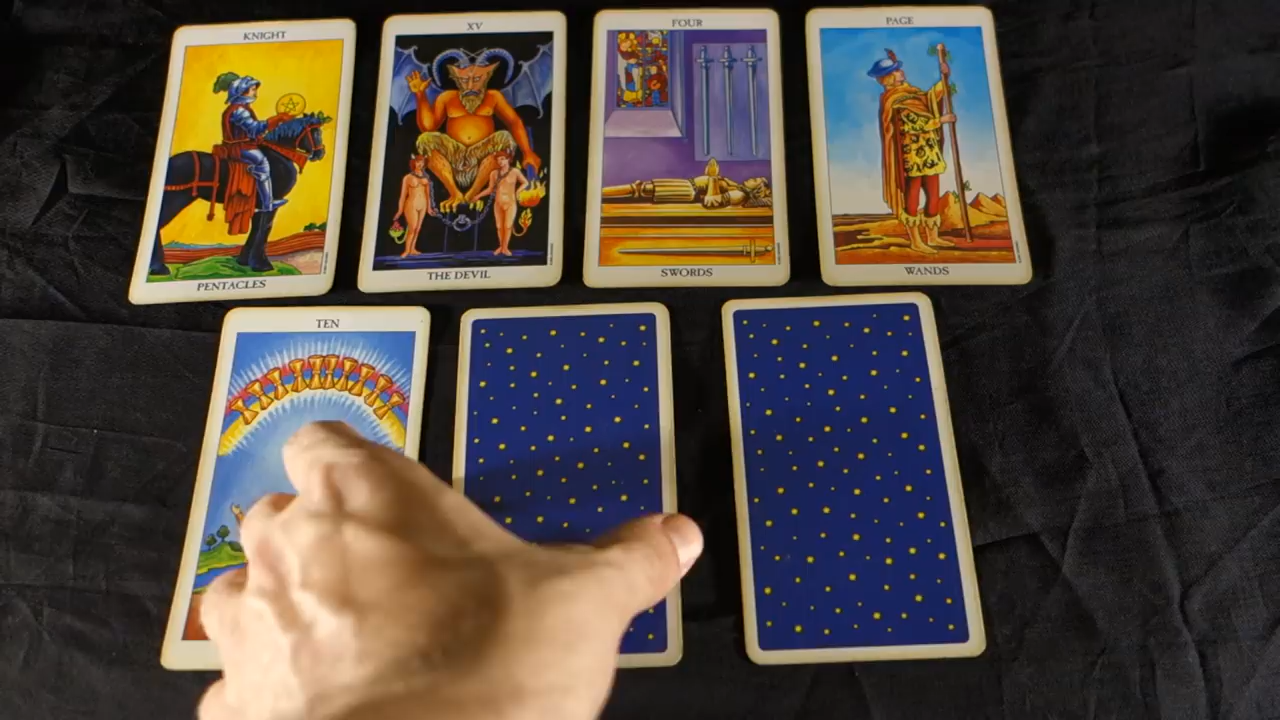 KNIGHT
PENTACLES
XV
THE DEVIL
FOUR
SWORDS
PAGE
WANDS
TEN